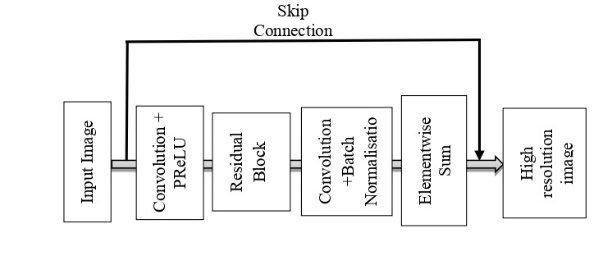 Skip
Connection
Input Image
Convolution +
PReLU
Residual
Block
Convolution
+Batch
Normalisatio
Elementwise
Sum
High
resolution
image